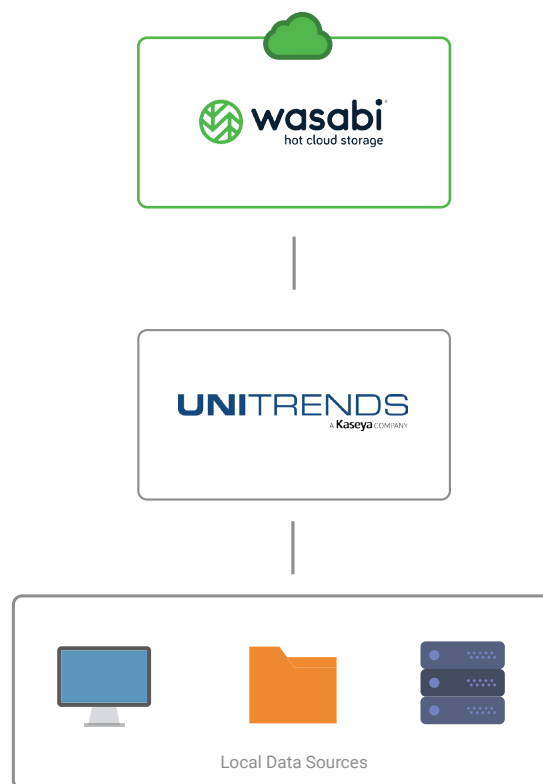 wasabi
hot cloud storage
UNITRENDS
A Kaseya COMPANY
Local Data Sources